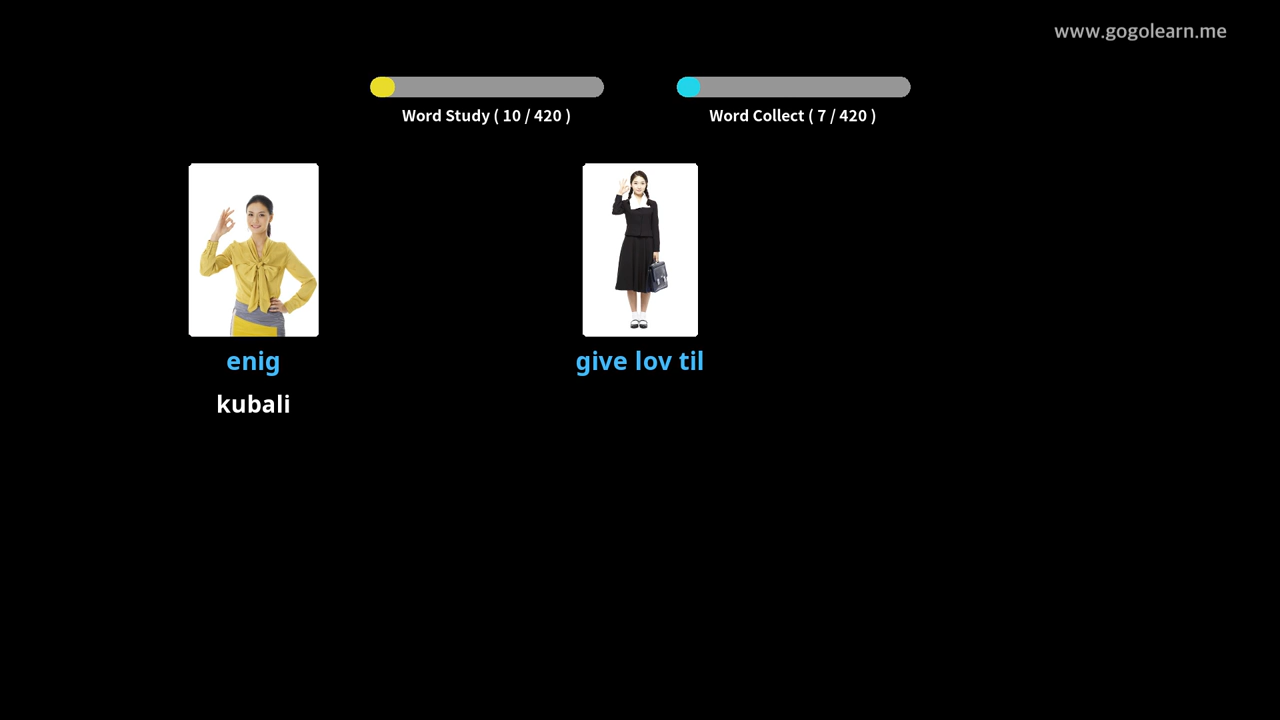 www.gogolearn.me
Word Study ( 10 / 420 )
Word Collect ( 7 / 420 )
enig
give lov til
kubali